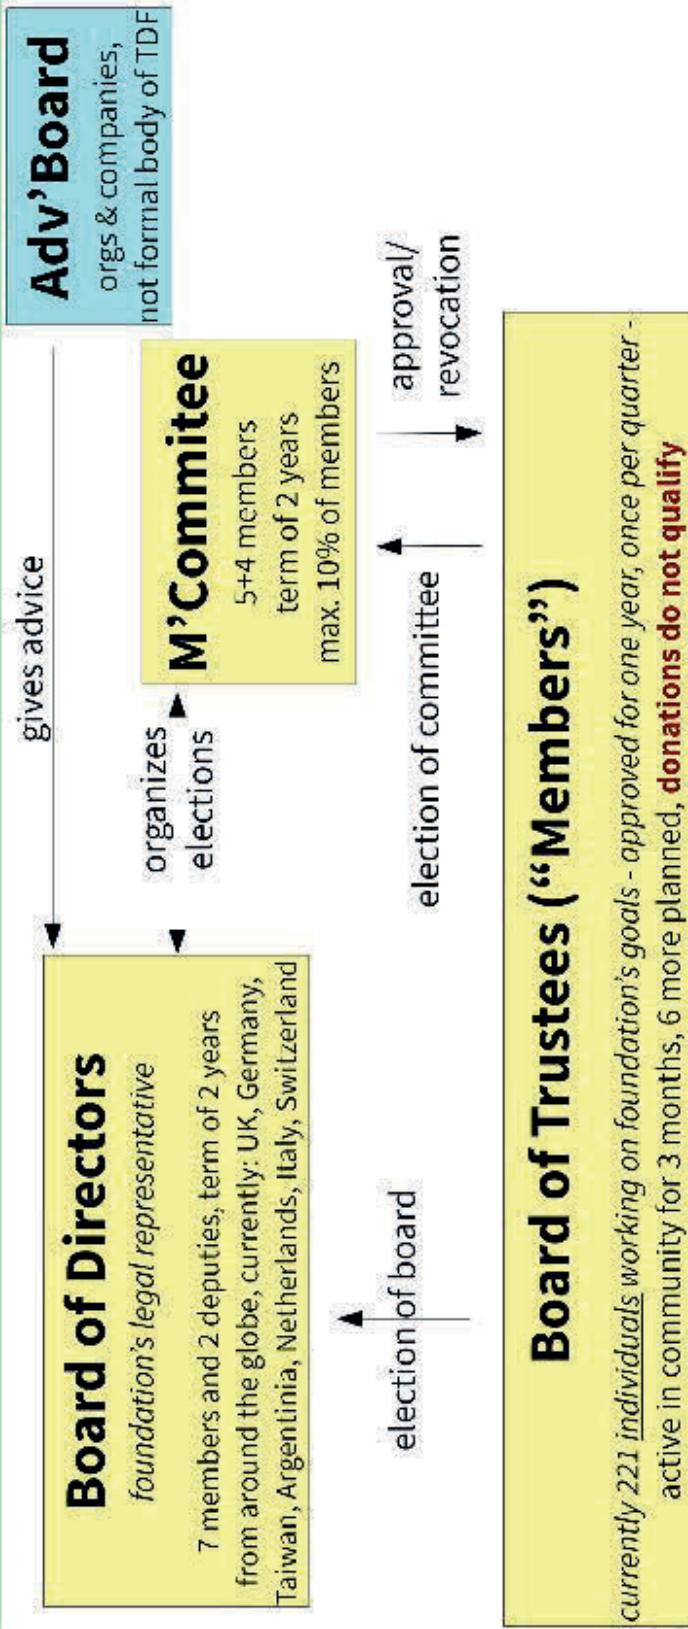 Adv'Board
orgs & companies,
not formal body of TDF
gives advice
Board of Directors
foundation's legal representative
7 members and 2 deputies, term of 2 years
from around the globe, currently: UK, Germany,
Taiwan, Argentinia, Netherlands, Italy, Switzerland
organizes
elections
M'Commitee
5+4 members
term of 2 years
max. 10% of members
election of board
election of committee
approval/
revocation
Board of Trustees (“Members”)
currently 221 individuals working on foundation's goals - approved for one year, once per quarter -
active in community for 3 months, 6 more planned, donations do not qualify